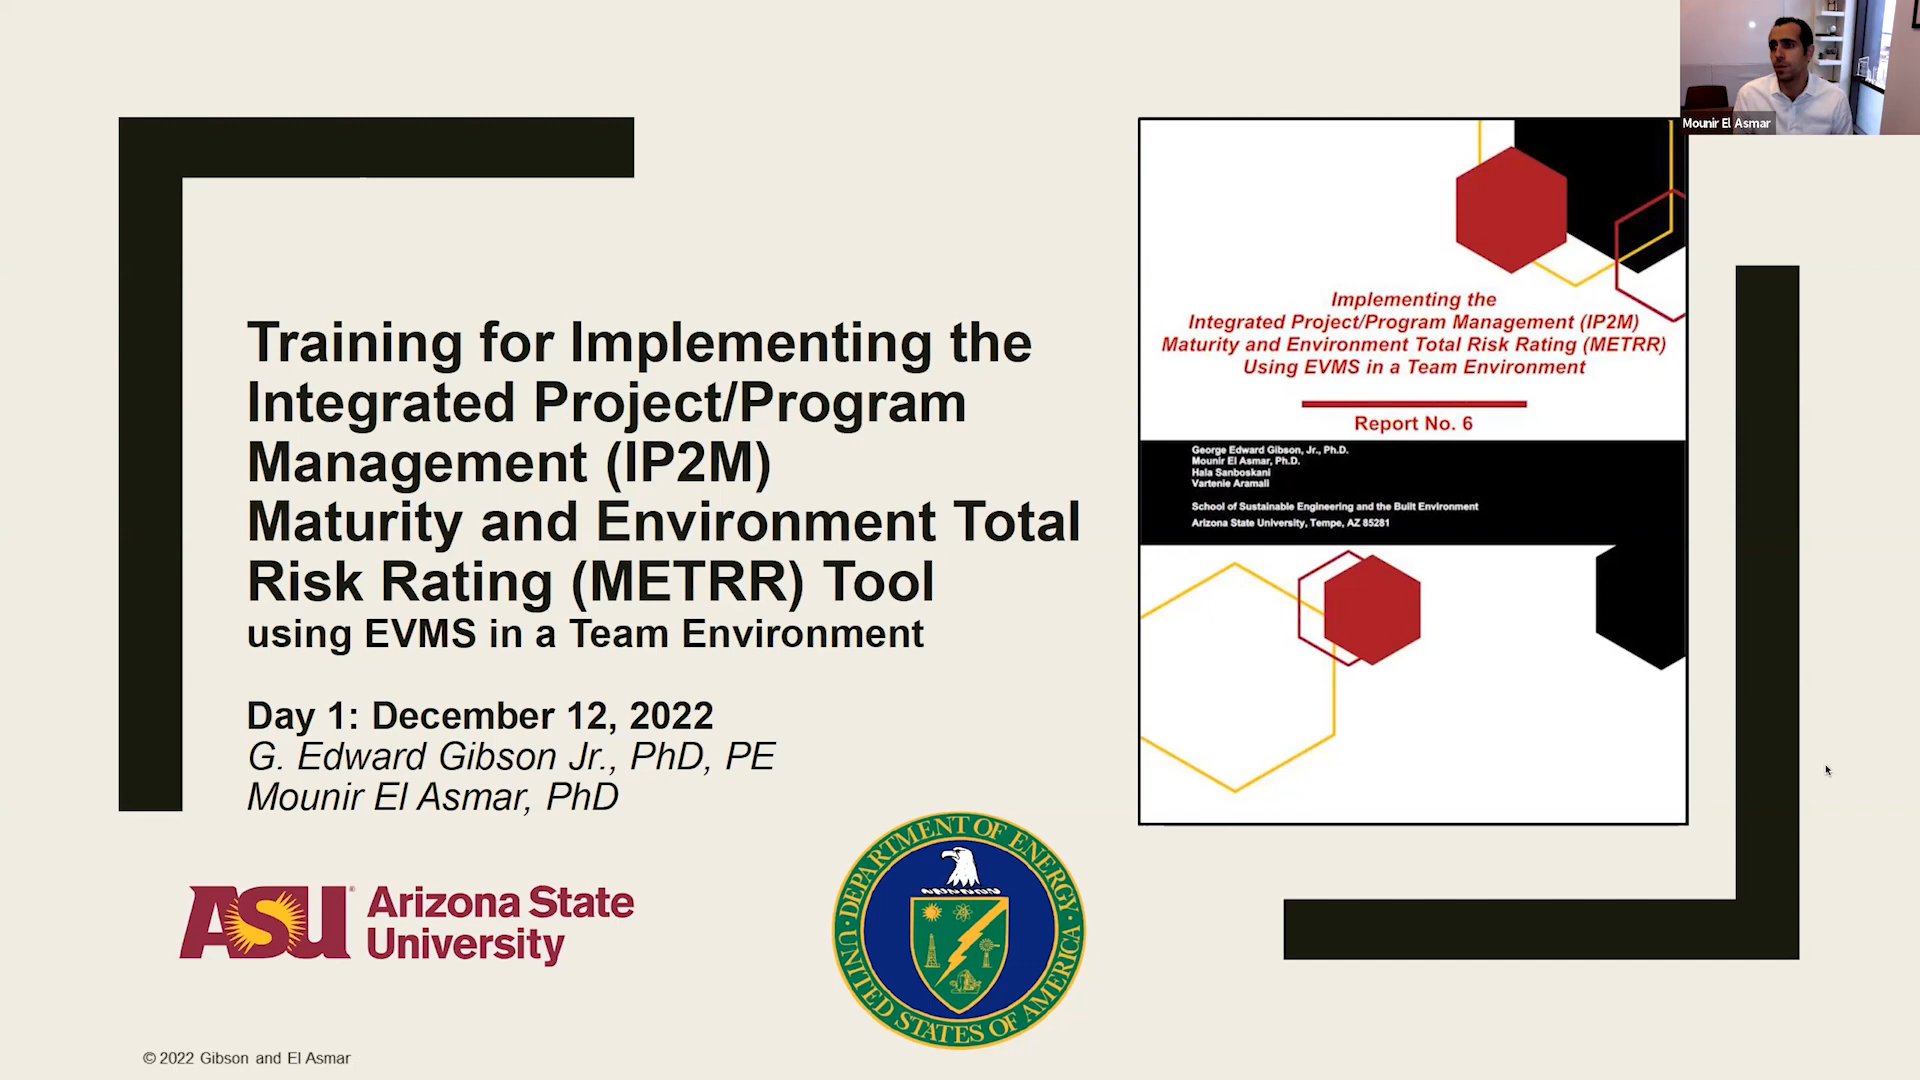 Mounir El Asmar
Training for Implementing the
Integrated Project/Program
Management (IP2M)
Maturity and Environment Total
Risk Rating (METRR) Tool
using EVMS in a Team Environment
Day 1: December 12, 2022
G. Edward Gibson Jr., PhD, PE
Mounir El Asmar, PhD
Implementing the
Integrated Project/Program Management (IP2M)
Maturity and Environment Total Risk Rating (METRR)
Using EVMS in a Team Environment
Report No. 6
George Edward Gibson, Jr., Ph.D.
Mounir El Asmar, Ph.D.
Hala Sanboskani
Vartenie Aramali
School of Sustainable Engineering and the Built Environment
Arizona State University, Tempe, AZ 85281
ASU® Arizona State
University
DEPARTMENT OF ENERGY
UNITED STATES OF AMERICA
© 2022 Gibson and El Asmar